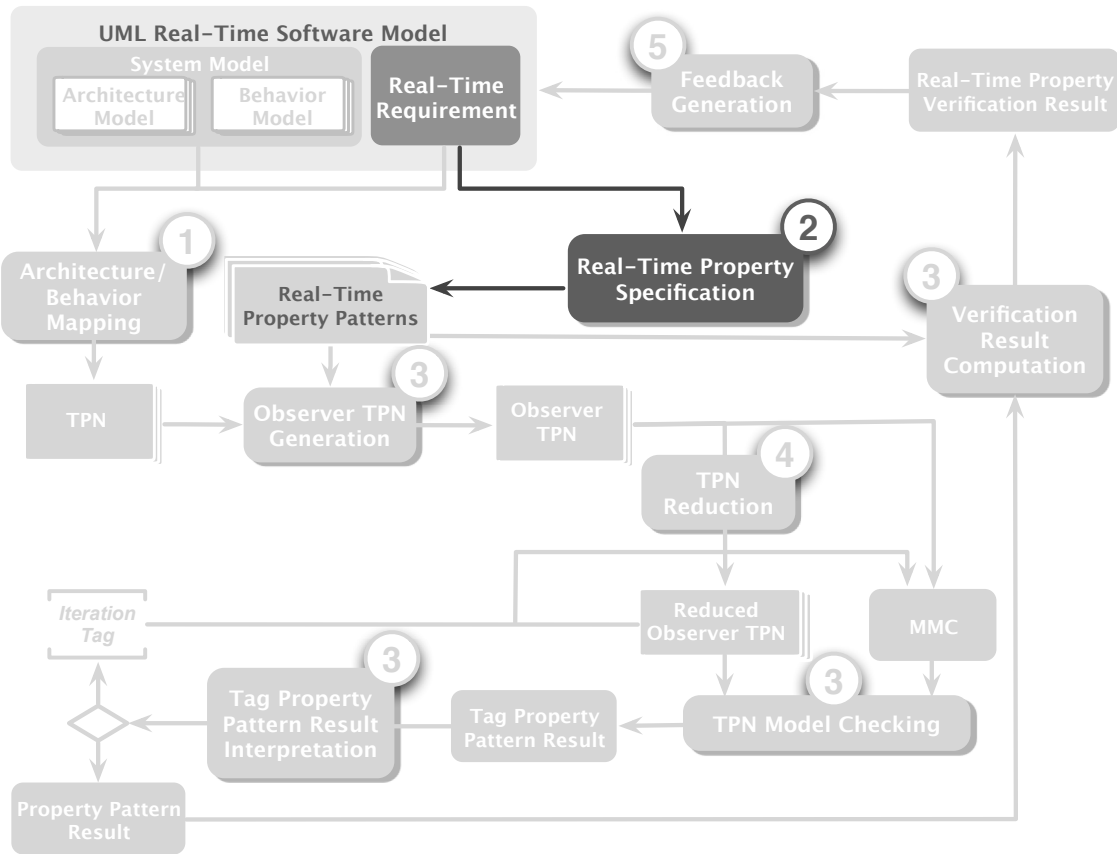 UML Real-Time Software Model
System Model
Architecture
Model
Behavior
Model
Real-Time
Requirement
5
Feedback
Generation
Real-Time Property
Verification Result
1
Architecture/
Behavior
Mapping
Real-Time
Property Patterns
2
Real-Time Property
Specification
3
Verification
Result
Computation
TPN
3
Observer TPN
Generation
Observer
TPN
4
TPN
Reduction
Iteration
Tag
Reduced
Observer TPN
MMC
3
Tag Property
Pattern Result
Interpretation
Tag Property
Pattern Result
3
TPN Model Checking
Property Pattern
Result